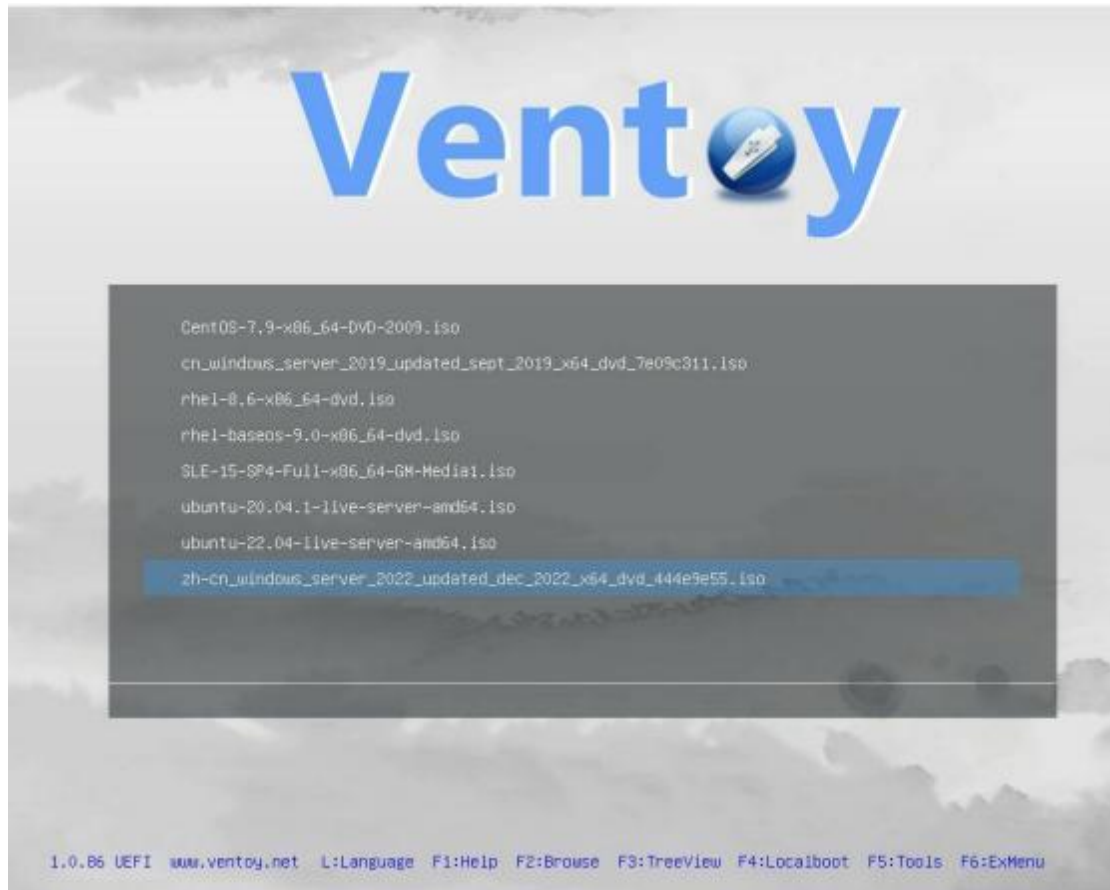 Ventoy
CentOS-7.9-x86_64-DVD-2009.iso
cn_windows_server_2019_updated_sept_2019_x64_dvd_7e09c311.iso
rhel-8.6-x86_64-dvd.iso
rhel-baseos-9.0-x86_64-dvd.iso
SLE-15-SP4-Full-x86_64-GM-Media1.iso
ubuntu-20.04.1-live-server-amd64.iso
ubuntu-22.04-live-server-amd64.iso
zh-cn_windows_server_2022_updated_dec_2022_x64_dvd_444e9e55.iso
1.0.86 UEFI www.ventoy.net L:Language F1:Help F2:Browse F3:TreeView F4:Localboot F5:Tools F6:ExMenu